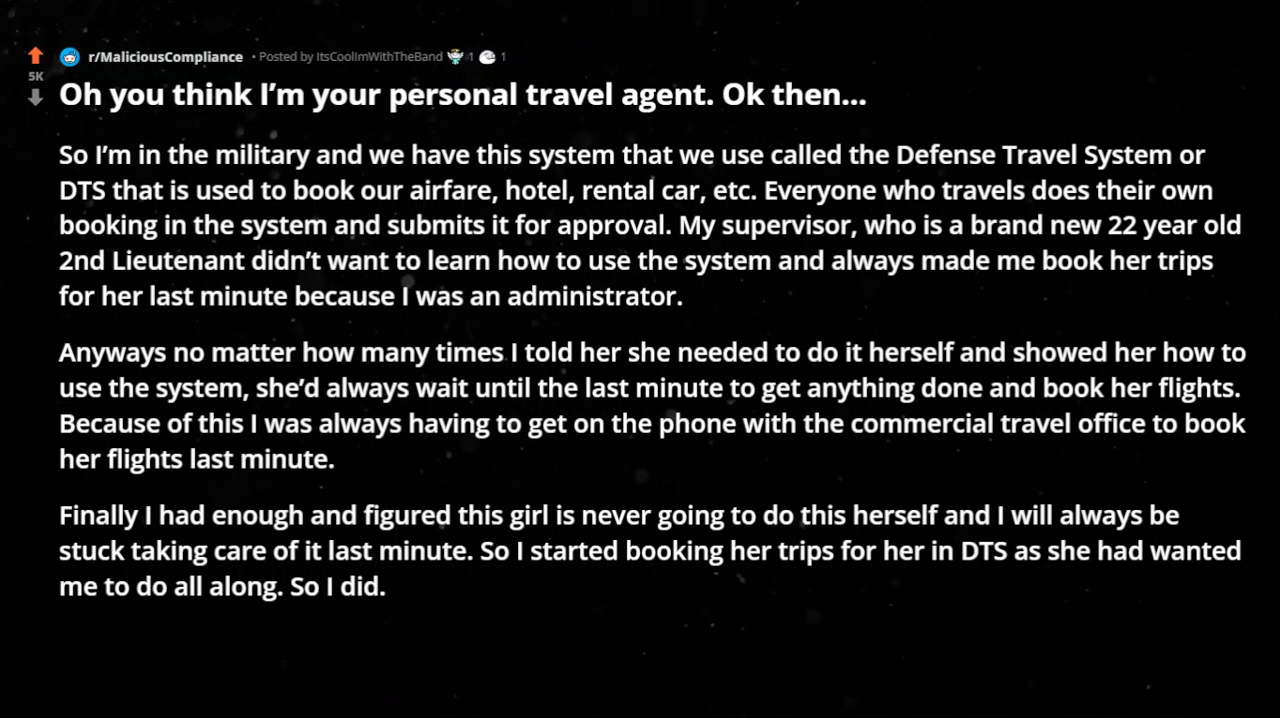 r/MaliciousCompliance • Posted by ItsCoolImWithTheBand 1 1
5K
Oh you think I’m your personal travel agent. Ok then...
So I’m in the military and we have this system that we use called the Defense Travel System or
DTS that is used to book our airfare, hotel, rental car, etc. Everyone who travels does their own
booking in the system and submits it for approval. My supervisor, who is a brand new 22 year old
2nd Lieutenant didn’t want to learn how to use the system and always made me book her trips
for her last minute because I was an administrator.
Anyways no matter how many times I told her she needed to do it herself and showed her how to
use the system, she’d always wait until the last minute to get anything done and book her flights.
Because of this I was always having to get on the phone with the commercial travel office to book
her flights last minute.
Finally I had enough and figured this girl is never going to do this herself and I will always be
stuck taking care of it last minute. So I started booking her trips for her in DTS as she had wanted
me to do all along. So I did.